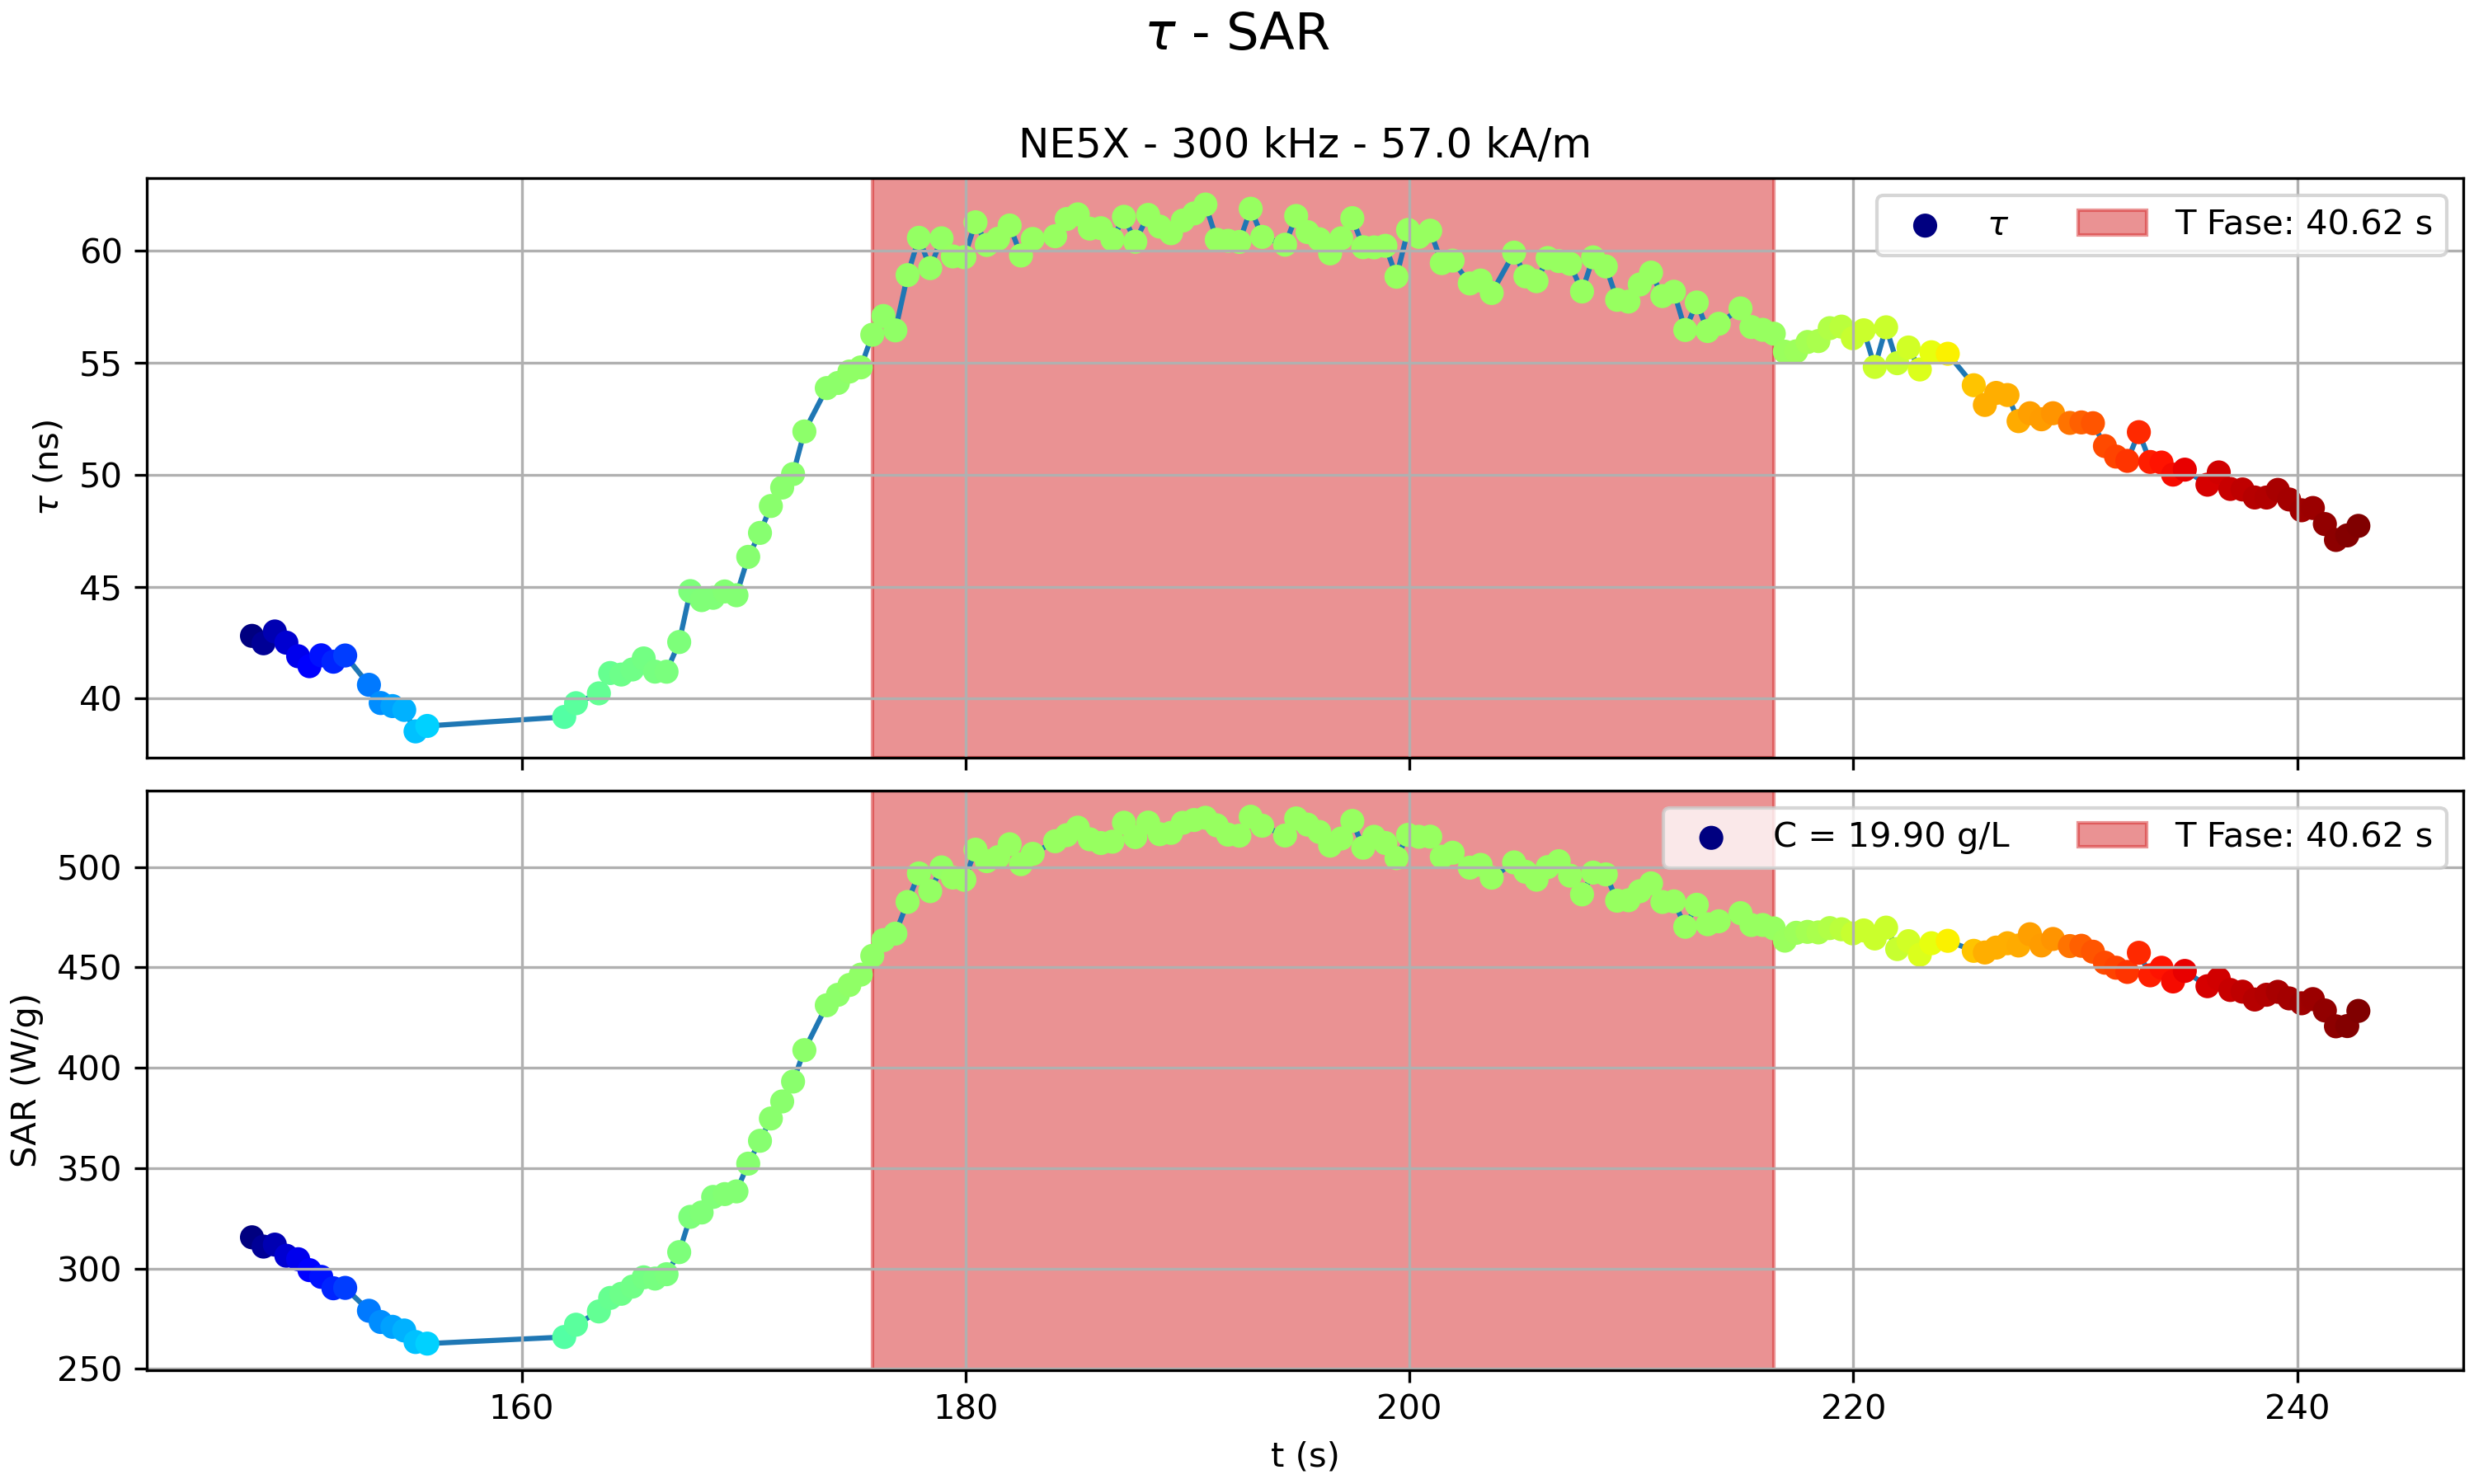 τ - SAR
NE5X - 300 kHz - 57.0 kA/m
τ T Fase: 40.62 s
60
55
50
45
40
τ (ns)
C = 19.90 g/L T Fase: 40.62 s
500
450
400
350
300
250
SAR (W/g)
160 180 200 220 240
t (s)